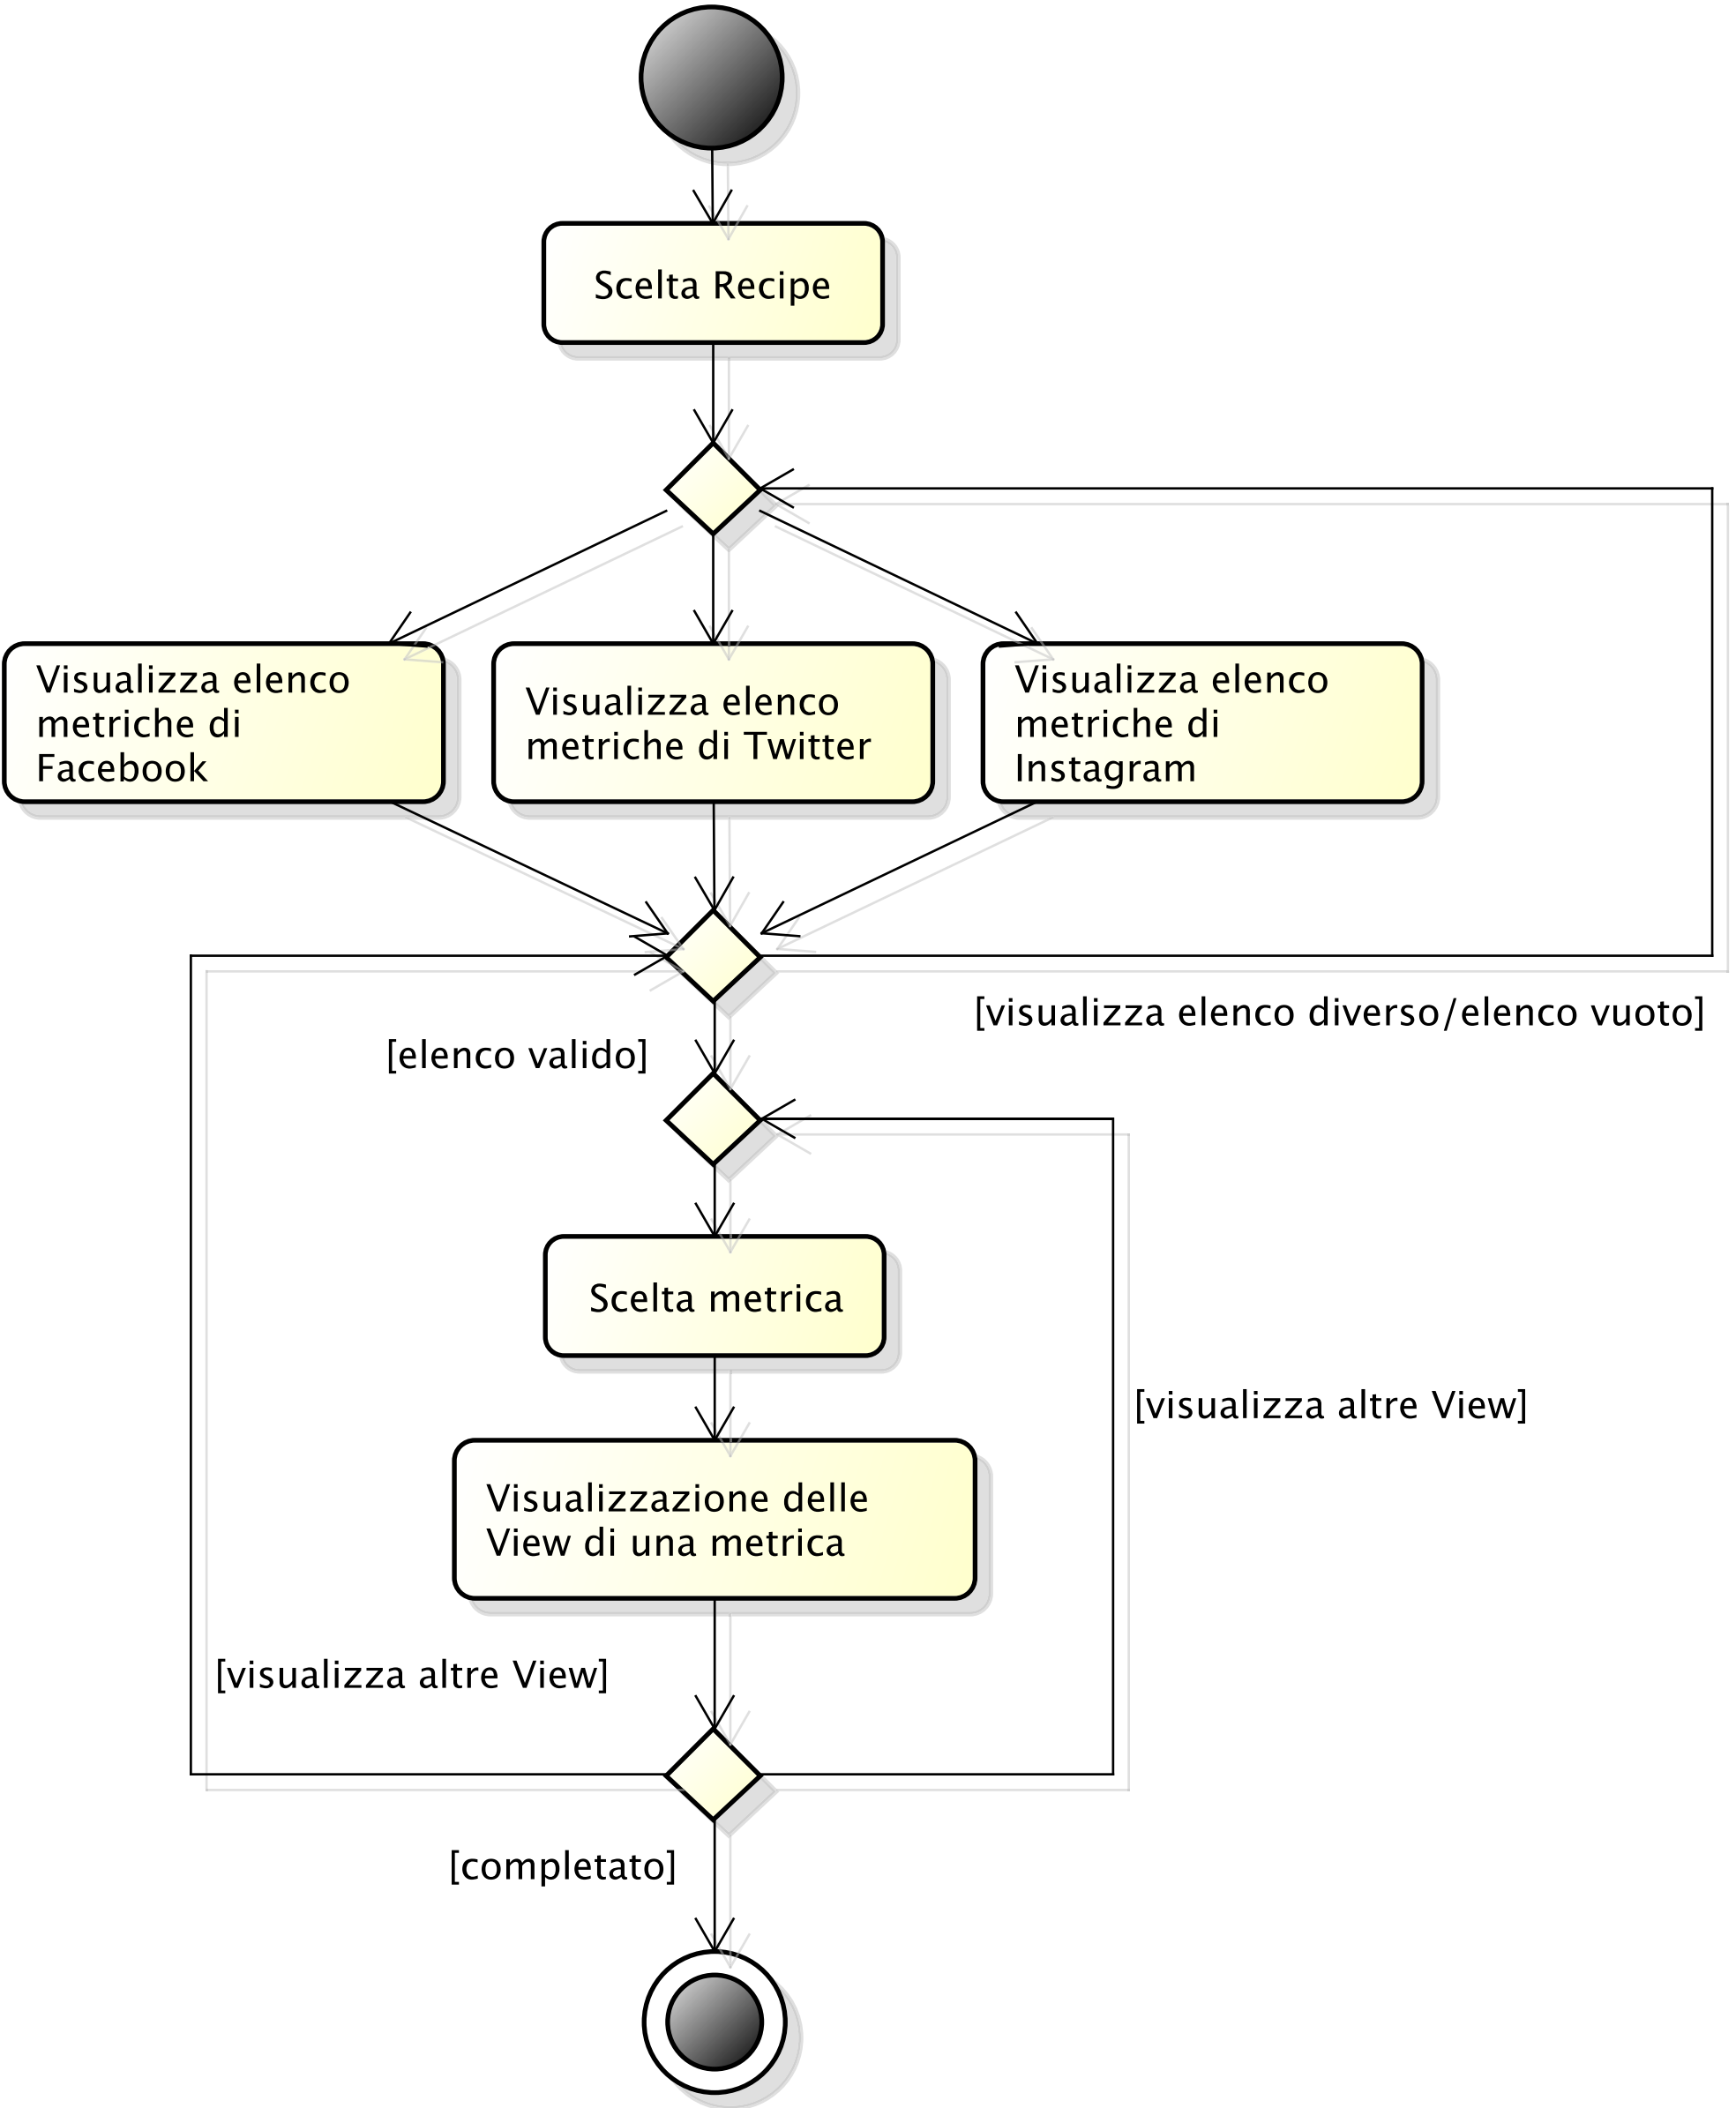 Scelta Recipe
Visualizza elenco
metriche di
Facebook
Visualizza elenco
metriche di Twitter
Visualizza elenco
metriche di
Instagram
[visualizza elenco diverso/elenco vuoto]
[elenco valido]
Scelta metrica
[visualizza altre View]
Visualizzazione delle
View di una metrica
[visualizza altre View]
[completato]